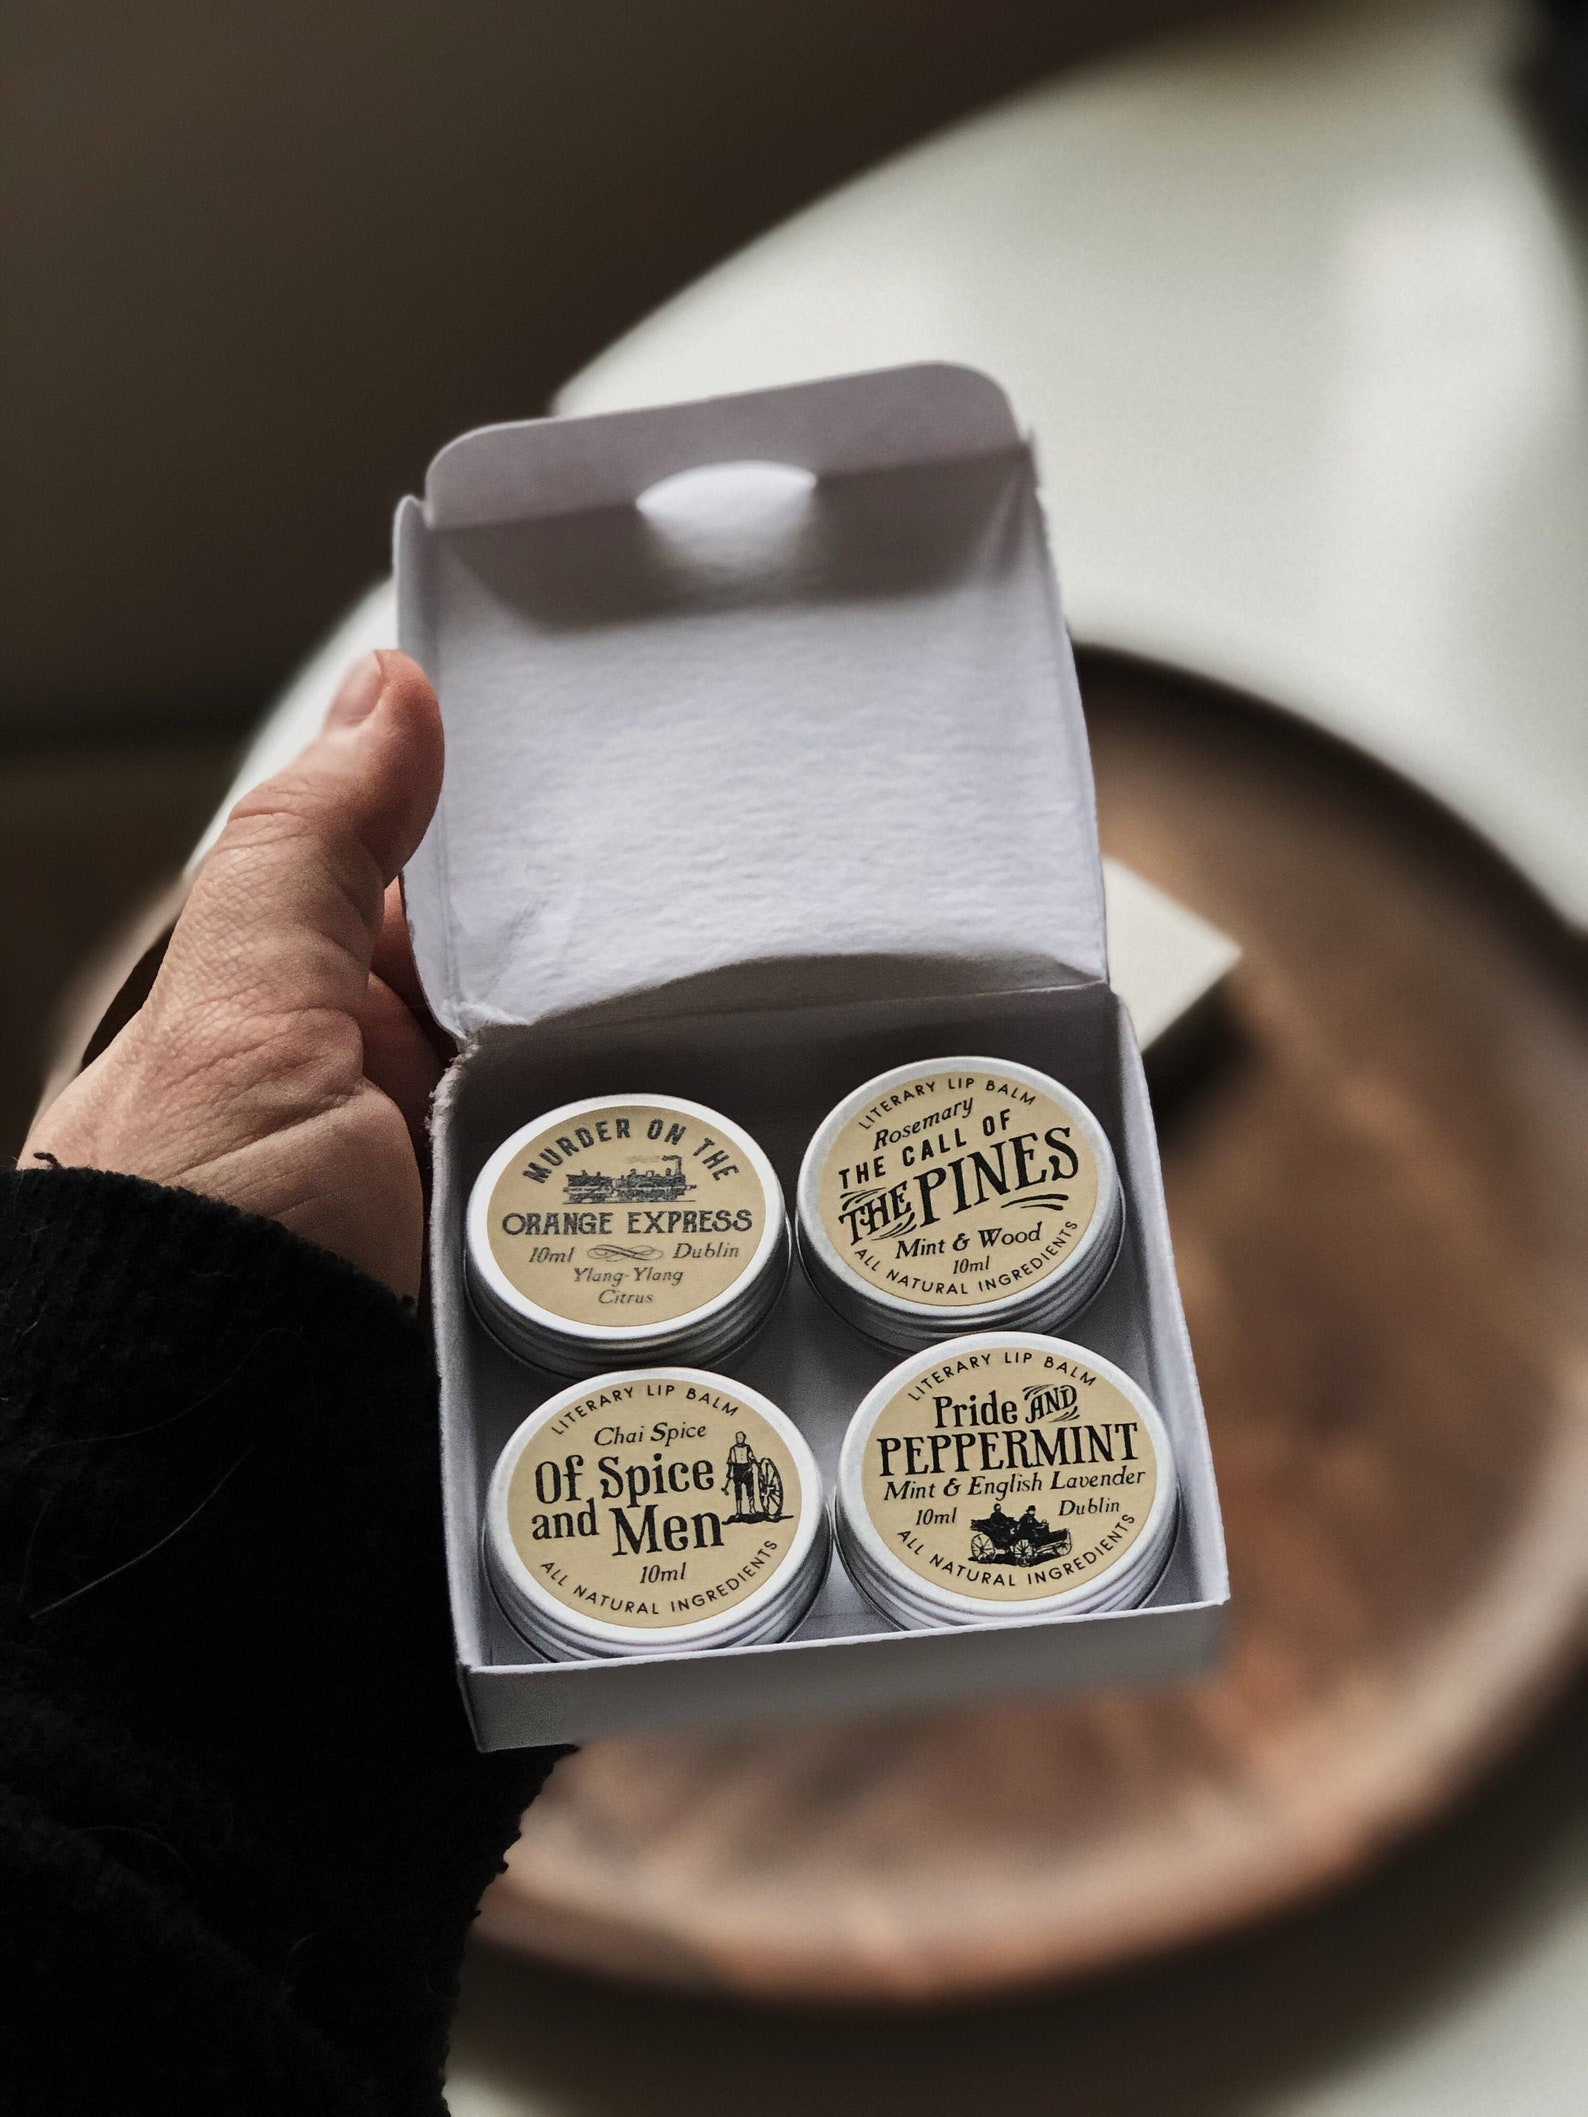 MURDER ON THE
ORANGE EXPRESS
10ml Dublin
Ylang-Ylang
Citrus
LITERARY LIP BALM
Rosemary
THE CALL OF
THE PINES
Mint & Wood
10ml
ALL NATURAL INGREDIENTS
LITERARY LIP BALM
Chai Spice
Of Spice
and Men
10ml
ALL NATURAL INGREDIENTS
LITERARY LIP BALM
Pride AND
PEPPERMINT
Mint & English Lavender
10ml Dublin
ALL NATURAL INGREDIENTS